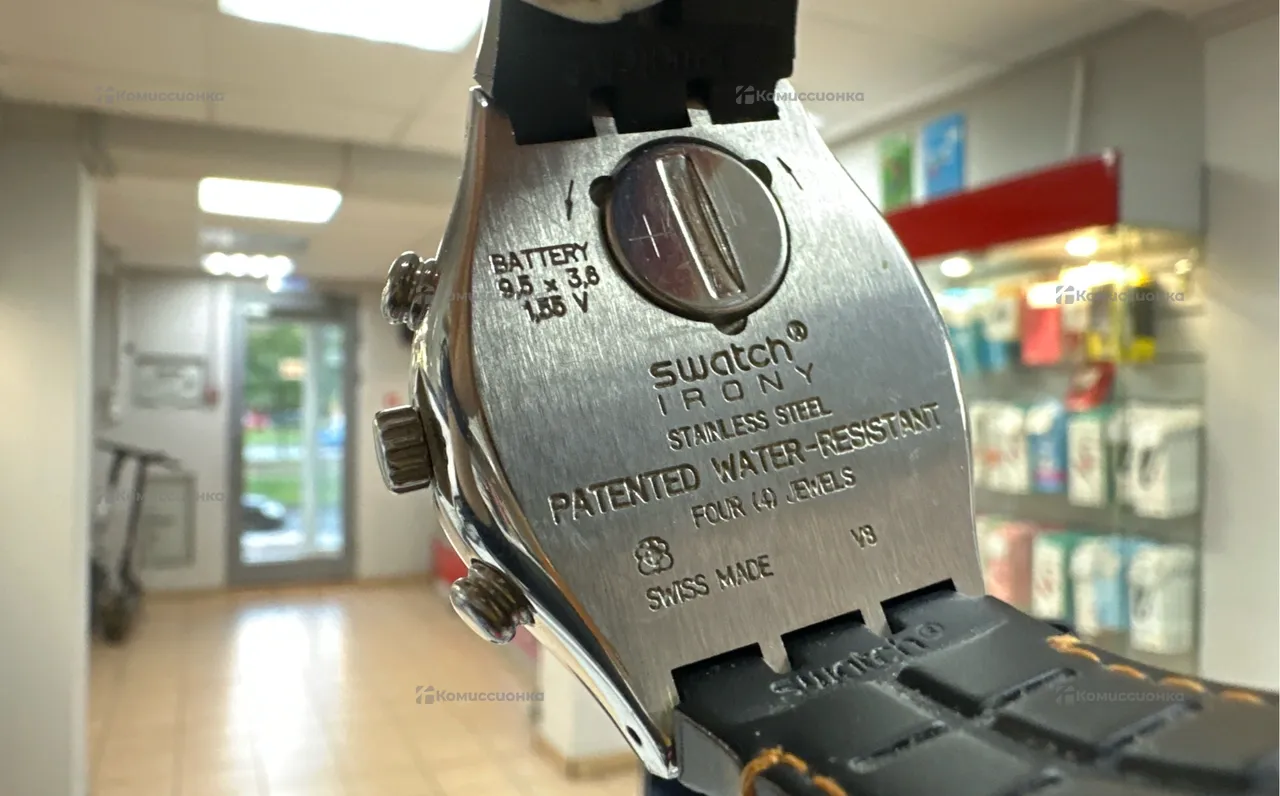 Комиссионка
Комиссионка
BATTERY
9,5 x 3,6
1,55 V
Комиссионка
swatch®
IRONY
STAINLESS STEEL
PATENTED WATER-RESISTANT
FOUR (4) JEWELS
V8
SWISS MADE
swatch®
Комиссионка
Комиссионка
Комиссионка